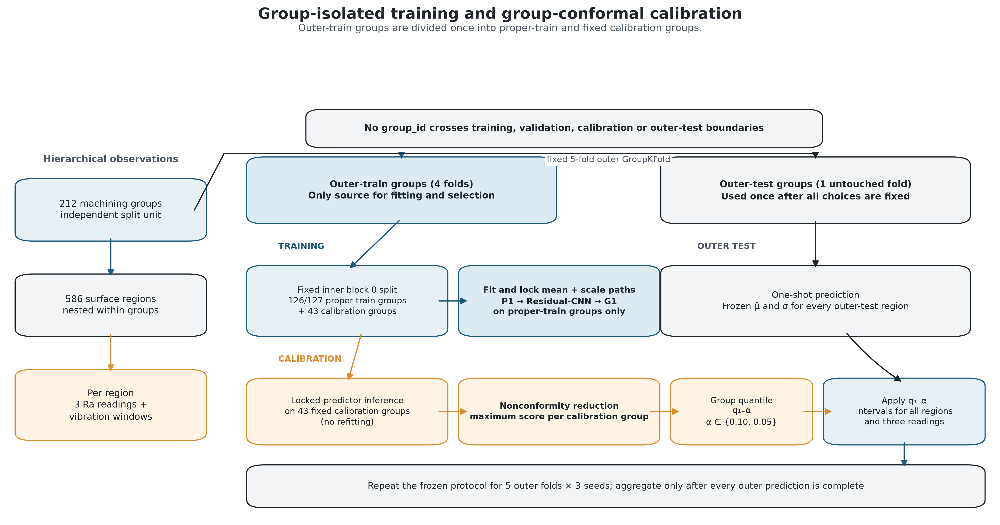 Group-isolated training and group-conformal calibration
Outer-train groups are divided once into proper-train and fixed calibration groups.
No group_id crosses training, validation, calibration or outer-test boundaries
Hierarchical observations
fixed 5-fold outer GroupKFold
212 machining groups
independent split unit
Outer-train groups (4 folds)
Only source for fitting and selection
Outer-test groups (1 untouched fold)
Used once after all choices are fixed
TRAINING
OUTER TEST
586 surface regions
nested within groups
Fixed inner block 0 split
126/127 proper-train groups
+ 43 calibration groups
Fit and lock mean + scale paths
P1 → Residual-CNN → G1
on proper-train groups only
One-shot prediction
Frozen μ̂ and σ for every outer-test region
CALIBRATION
Per region
3 Ra readings +
vibration windows
Locked-predictor inference
on 43 fixed calibration groups
(no refitting)
Nonconformity reduction
maximum score per calibration group
Group quantile
q₁₋α
α ∈ {0.10, 0.05}
Apply q₁₋α
intervals for all regions
and three readings
Repeat the frozen protocol for 5 outer folds × 3 seeds; aggregate only after every outer prediction is complete